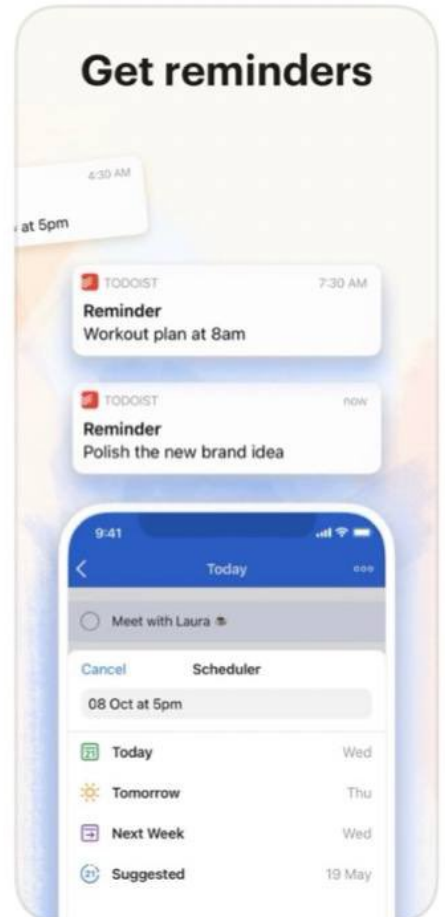 Get reminders
4:30 AM
at 5pm
TODOIST 7:30 AM
Reminder
Workout plan at 8am
TODOIST now
Reminder
Polish the new brand idea
9:41
Today
Meet with Laura
Cancel Scheduler
08 Oct at 5pm
21 Today Wed
Tomorrow Thu
Next Week Wed
21 Suggested 19 May